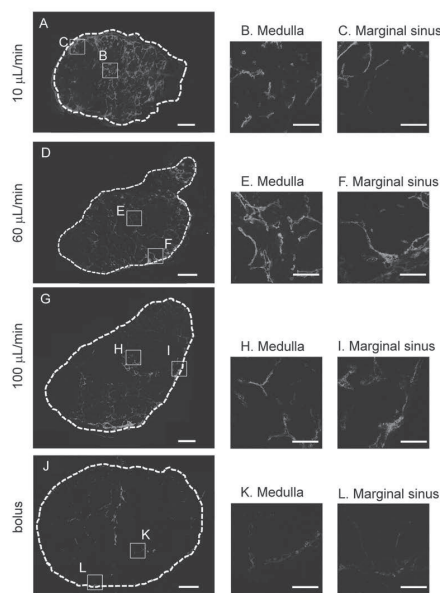 A
C
B
10 µL/min
B. Medulla
C. Marginal sinus
D
E
F
60 µL/min
E. Medulla
F. Marginal sinus
G
H
I
100 µL/min
H. Medulla
I. Marginal sinus
J
K
L
bolus
K. Medulla
L. Marginal sinus